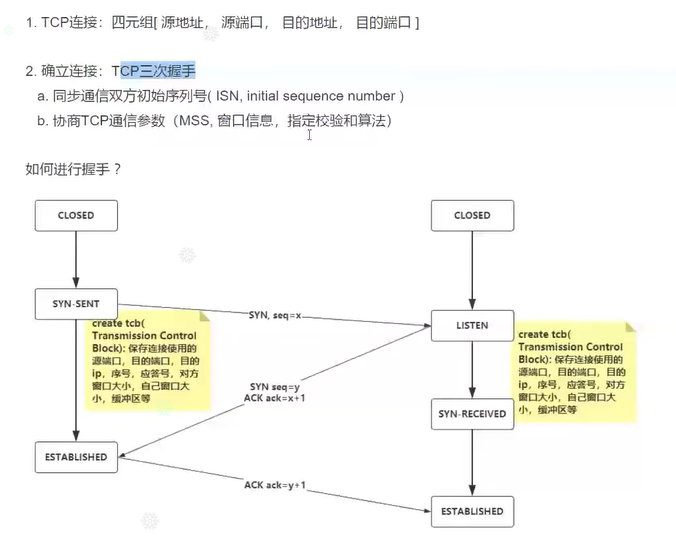 1. TCP连接：四元组[ 源地址， 源端口， 目的地址， 目的端口 ]
2. 确立连接：TCP三次握手
a. 同步通信双方初始序列号( ISN, initial sequence number )
b. 协商TCP通信参数（MSS, 窗口信息，指定校验和算法）
如何进行握手？
CLOSED
CLOSED
SYN-SENT
SYN, seq=x
LISTEN
create tcb(
Transmission Control
Block): 保存连接使用的
源端口，目的端口，目的
ip，序号，应答号，对方
窗口大小，自己窗口大
小，缓冲区等
create tcb(
Transmission Control
Block): 保存连接使用的
源端口，目的端口，目的
ip，序号，应答号，对方
窗口大小，自己窗口大
小，缓冲区等
SYN seq=y
ACK ack=x+1
SYN-RECEIVED
ESTABLISHED
ACK ack=y+1
ESTABLISHED